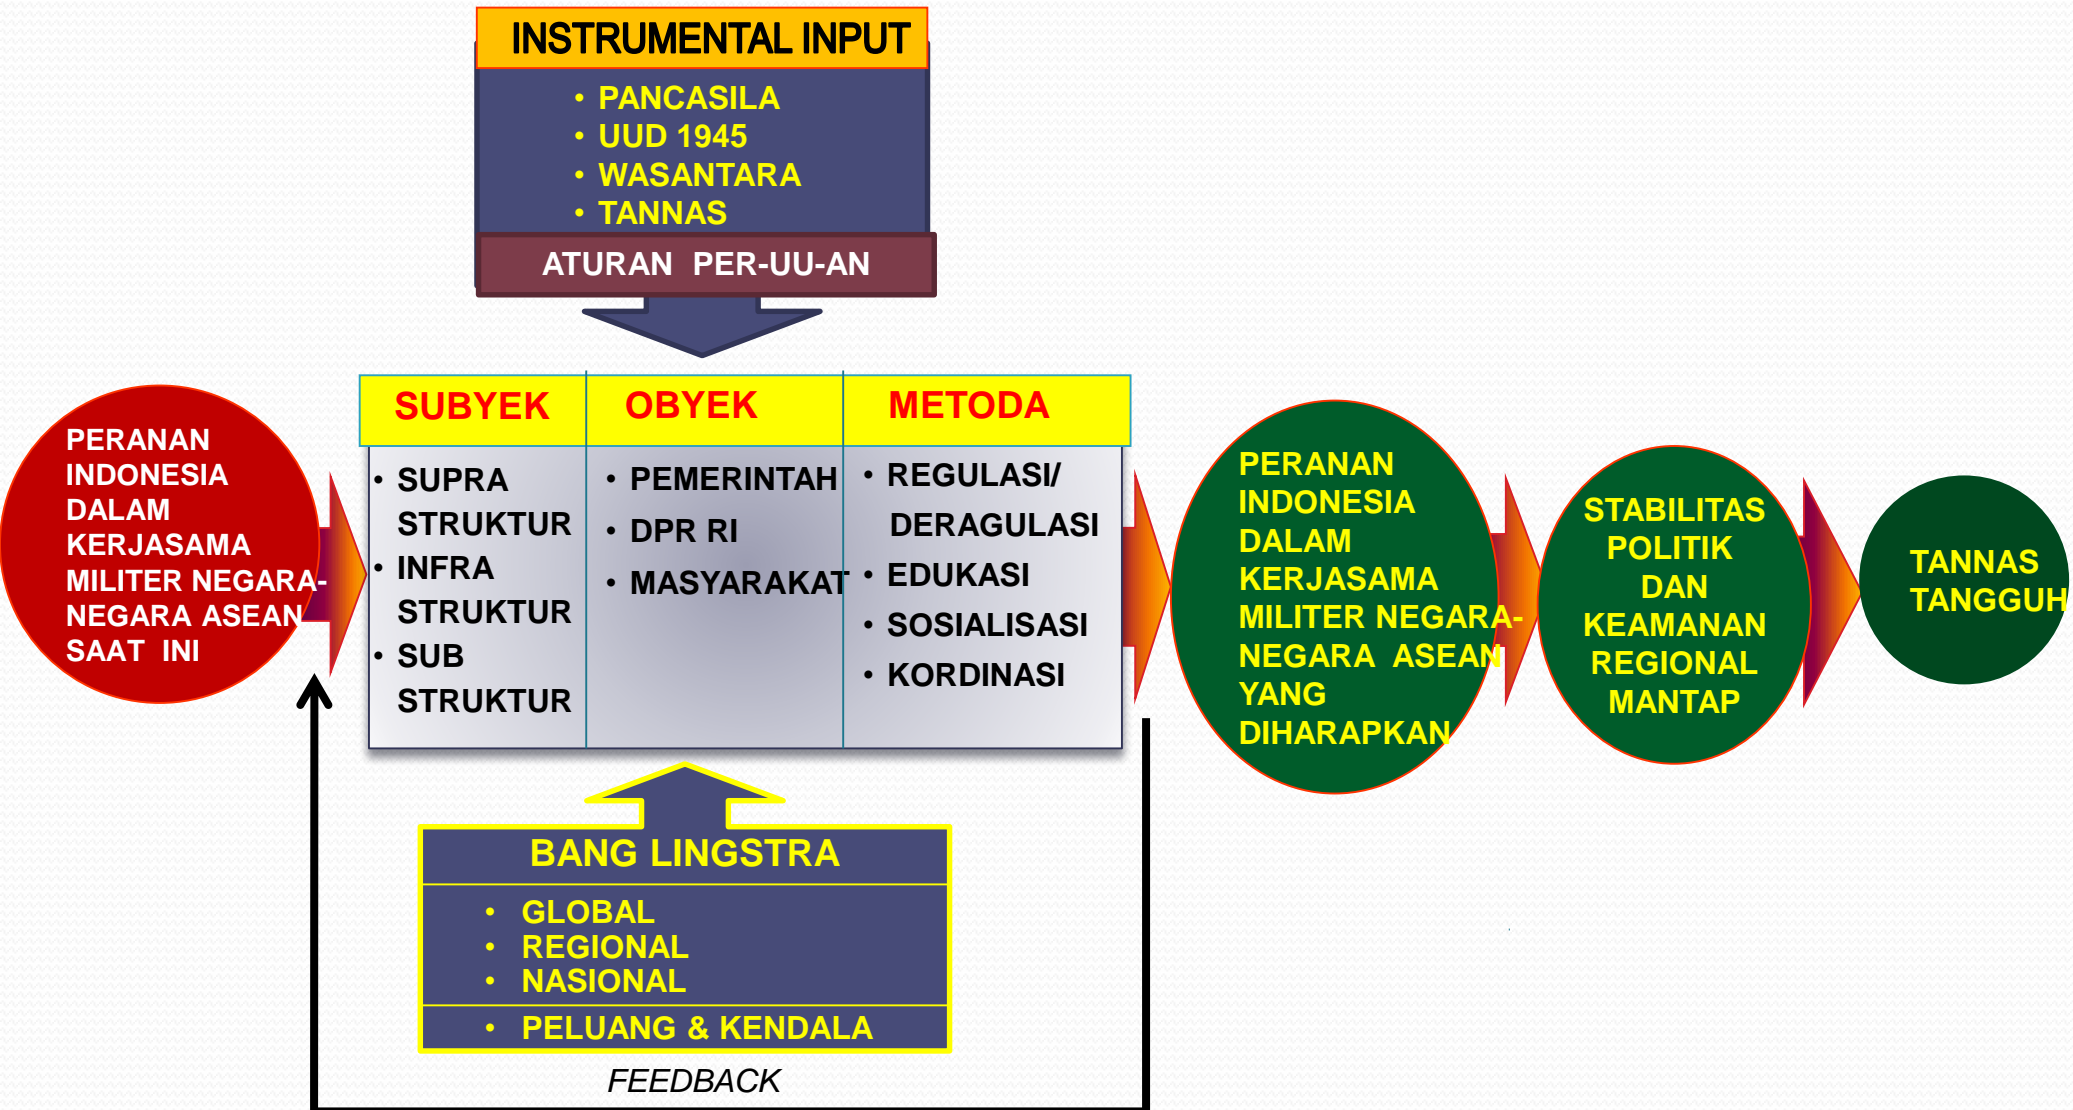 INSTRUMENTAL INPUT
• PANCASILA
• UUD 1945
• WASANTARA
• TANNAS
ATURAN PER-UU-AN
PERANAN
INDONESIA
DALAM
KERJASAMA
MILITER NEGARA-
NEGARA ASEAN
SAAT INI
SUBYEK
• SUPRA
STRUKTUR
• INFRA
STRUKTUR
• SUB
STRUKTUR
OBYEK
• PEMERINTAH
• DPR RI
• MASYARAKAT
METODA
• REGULASI/
DERAGULASI
• EDUKASI
• SOSIALISASI
• KORDINASI
PERANAN
INDONESIA
DALAM
KERJASAMA
MILITER NEGARA-
NEGARA ASEAN
YANG
DIHARAPKAN
STABILITAS
POLITIK
DAN
KEAMANAN
REGIONAL
MANTAP
TANNAS
TANGGUH
BANG LINGSTRA
• GLOBAL
• REGIONAL
• NASIONAL
• PELUANG & KENDALA
FEEDBACK